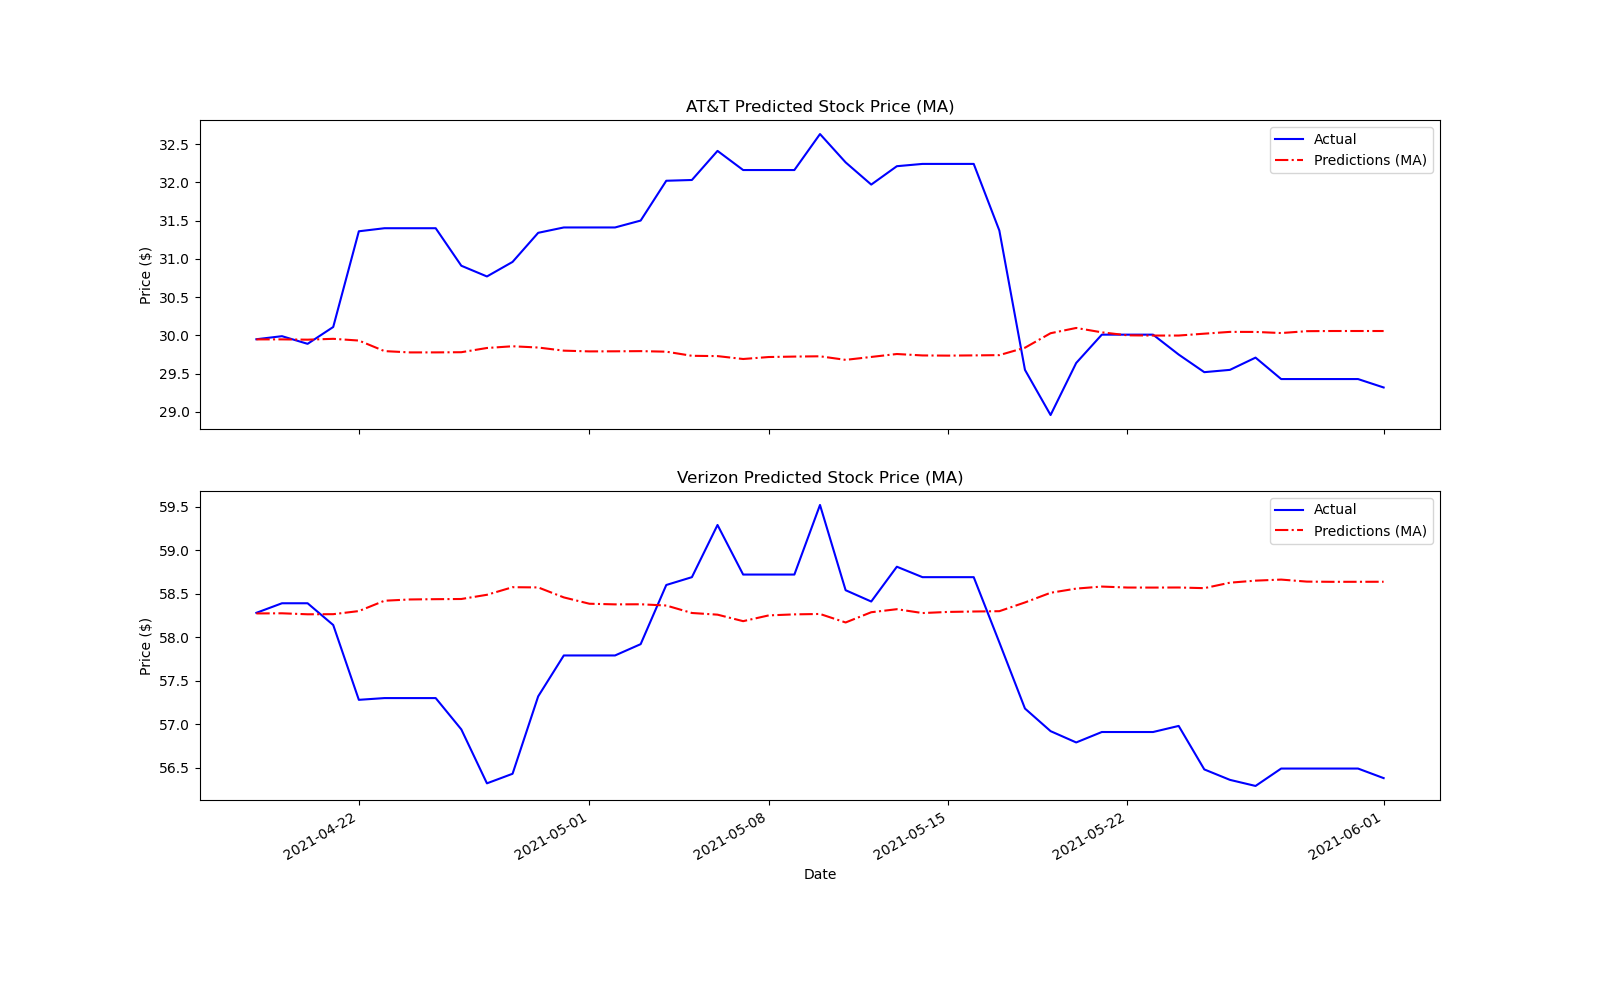 AT&T Predicted Stock Price (MA)
Price ($)
32.5
32.0
31.5
31.0
30.5
30.0
29.5
29.0
Actual
Predictions (MA)
Verizon Predicted Stock Price (MA)
Price ($)
59.5
59.0
58.5
58.0
57.5
57.0
56.5
Actual
Predictions (MA)
2021-04-22
2021-05-01
2021-05-08
2021-05-15
2021-05-22
2021-06-01
Date